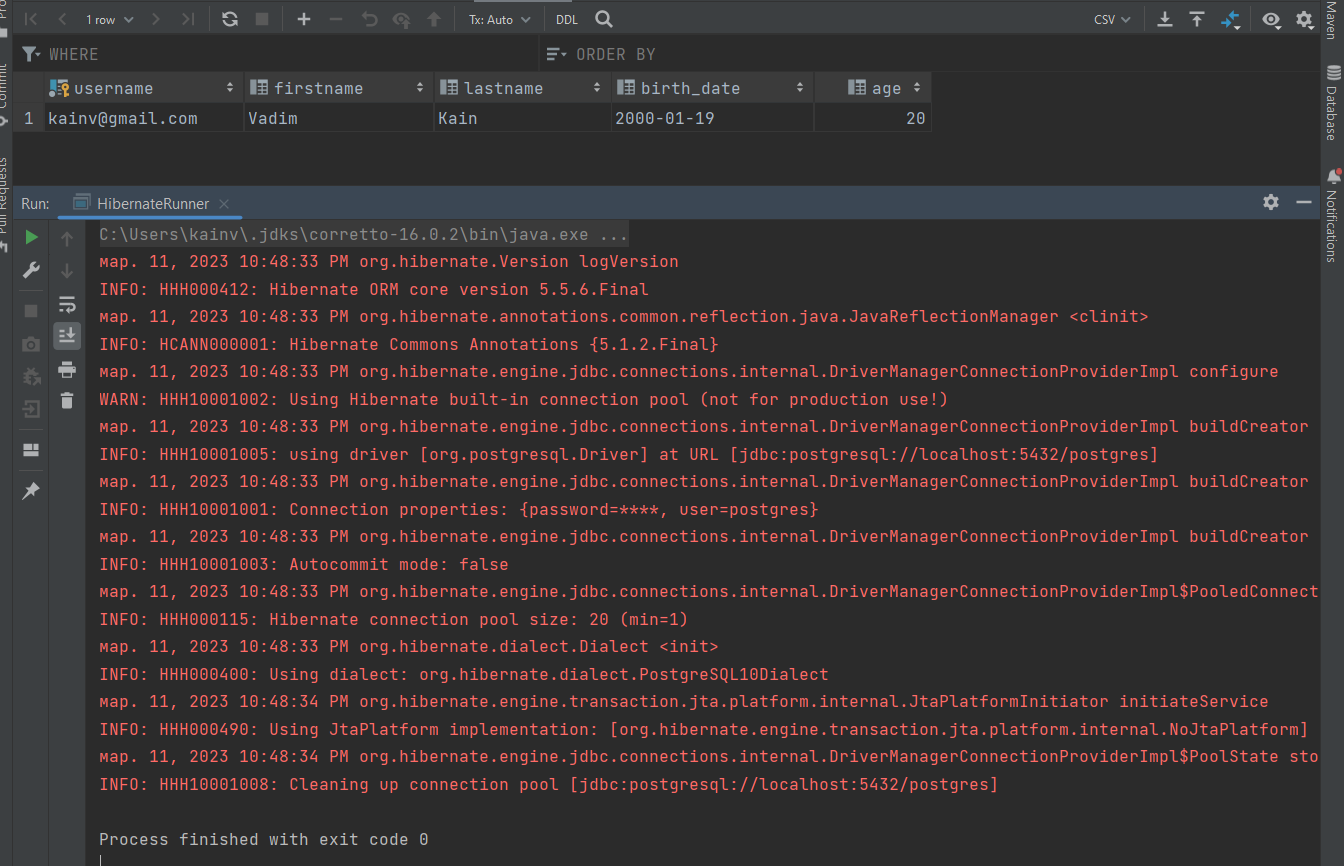 1 row
Tx: Auto
DDL
CSV
WHERE
ORDER BY
username firstname lastname birth_date age
1 kainv@gmail.com Vadim Kain 2000-01-19 20
Run: HibernateRunner
C:\Users\kainv\.jdks\corretto-16.0.2\bin\java.exe ...
мар. 11, 2023 10:48:33 PM org.hibernate.Version logVersion
INFO: HHH000412: Hibernate ORM core version 5.5.6.Final
мар. 11, 2023 10:48:33 PM org.hibernate.annotations.common.reflection.java.JavaReflectionManager <clinit>
INFO: HCANN000001: Hibernate Commons Annotations {5.1.2.Final}
мар. 11, 2023 10:48:33 PM org.hibernate.engine.jdbc.connections.internal.DriverManagerConnectionProviderImpl configure
WARN: HHH10001002: Using Hibernate built-in connection pool (not for production use!)
мар. 11, 2023 10:48:33 PM org.hibernate.engine.jdbc.connections.internal.DriverManagerConnectionProviderImpl buildCreator
INFO: HHH10001005: using driver [org.postgresql.Driver] at URL [jdbc:postgresql://localhost:5432/postgres]
мар. 11, 2023 10:48:33 PM org.hibernate.engine.jdbc.connections.internal.DriverManagerConnectionProviderImpl buildCreator
INFO: HHH10001001: Connection properties: {password=****, user=postgres}
мар. 11, 2023 10:48:33 PM org.hibernate.engine.jdbc.connections.internal.DriverManagerConnectionProviderImpl buildCreator
INFO: HHH10001003: Autocommit mode: false
мар. 11, 2023 10:48:33 PM org.hibernate.engine.jdbc.connections.internal.DriverManagerConnectionProviderImpl$PooledConnect
INFO: HHH000115: Hibernate connection pool size: 20 (min=1)
мар. 11, 2023 10:48:33 PM org.hibernate.dialect.Dialect <init>
INFO: HHH000400: Using dialect: org.hibernate.dialect.PostgreSQL10Dialect
мар. 11, 2023 10:48:34 PM org.hibernate.engine.transaction.jta.platform.internal.JtaPlatformInitiator initiateService
INFO: HHH000490: Using JtaPlatform implementation: [org.hibernate.engine.transaction.jta.platform.internal.NoJtaPlatform]
мар. 11, 2023 10:48:34 PM org.hibernate.engine.jdbc.connections.internal.DriverManagerConnectionProviderImpl$PoolState sto
INFO: HHH10001008: Cleaning up connection pool [jdbc:postgresql://localhost:5432/postgres]
Process finished with exit code 0
Commit
Pull Requests
Maven
Database
Notifications